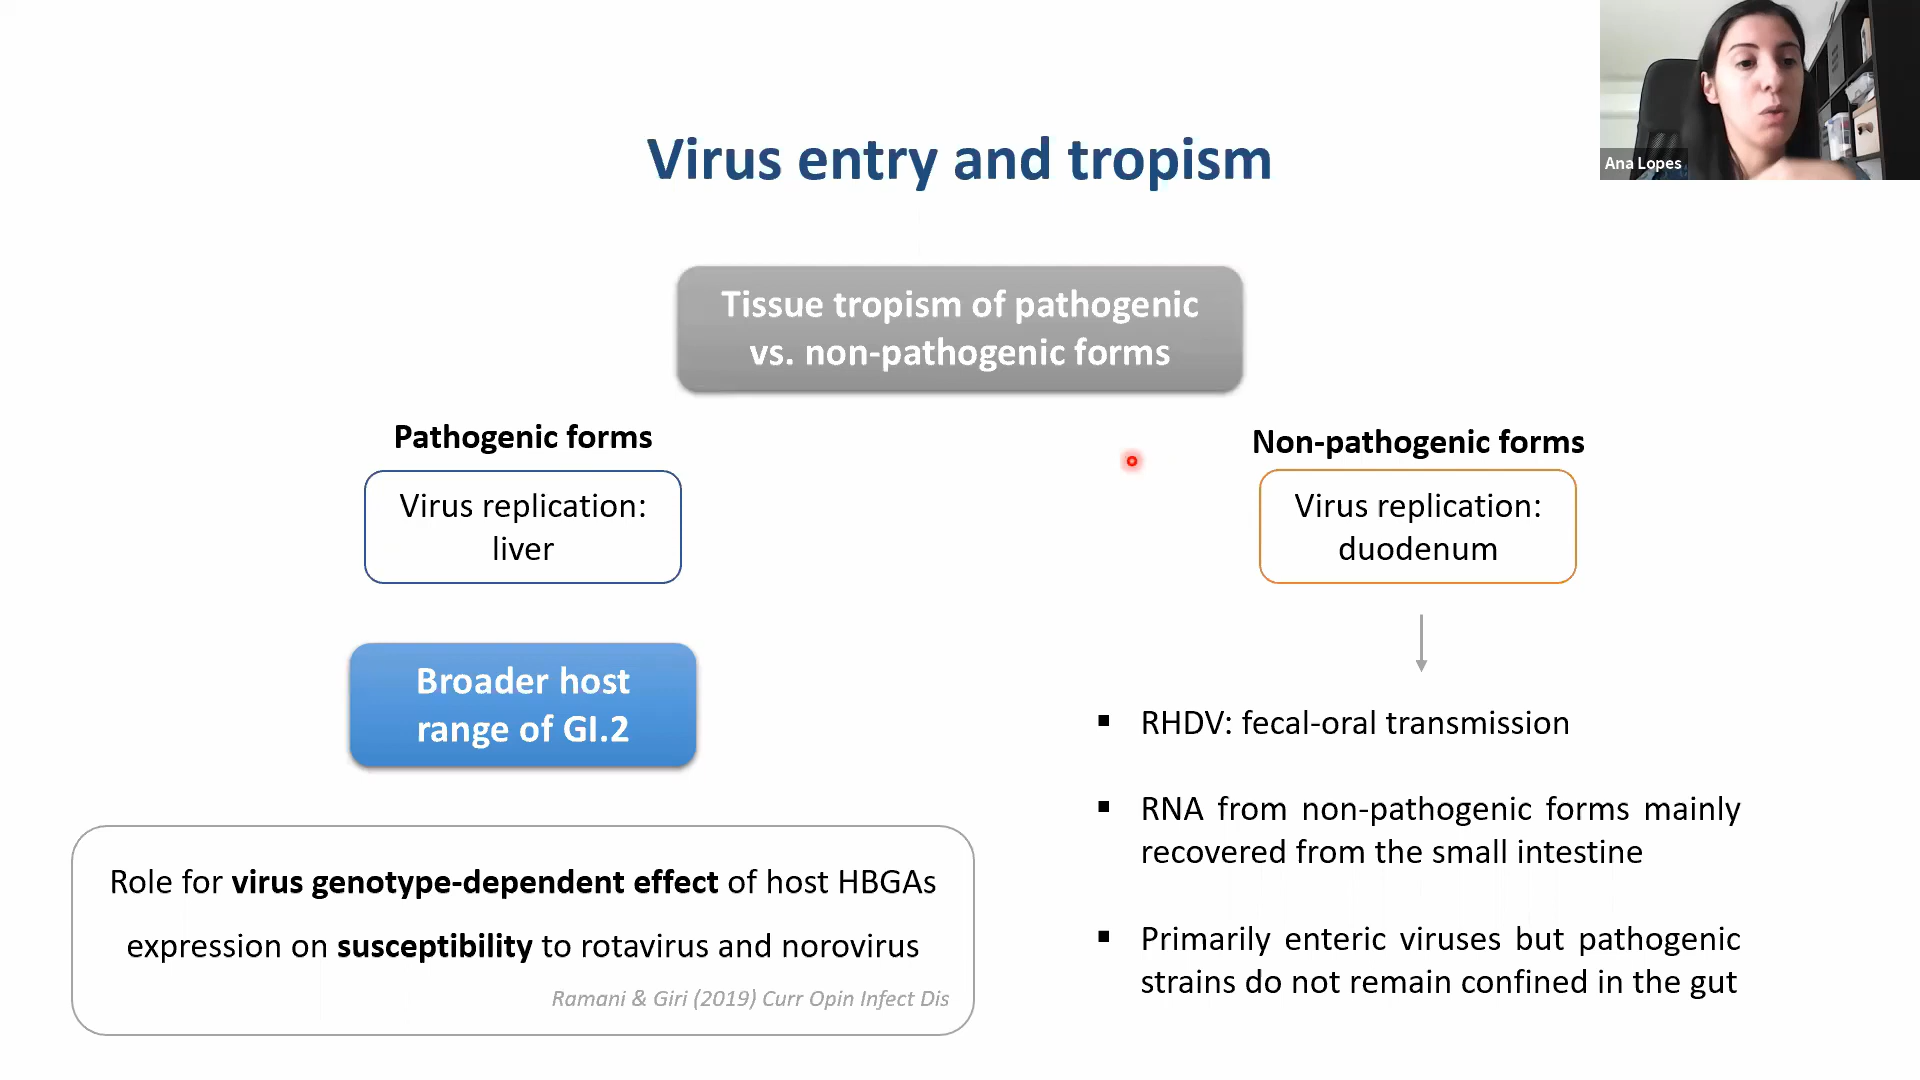 Ana Lopes
Virus entry and tropism
Tissue tropism of pathogenic
vs. non-pathogenic forms
Pathogenic forms
Virus replication:
liver
Broader host
range of GI.2
Role for virus genotype-dependent effect of host HBGAs
expression on susceptibility to rotavirus and norovirus
Ramani & Giri (2019) Curr Opin Infect Dis
Non-pathogenic forms
Virus replication:
duodenum
▪ RHDV: fecal-oral transmission
▪ RNA from non-pathogenic forms mainly
recovered from the small intestine
▪ Primarily enteric viruses but pathogenic
strains do not remain confined in the gut